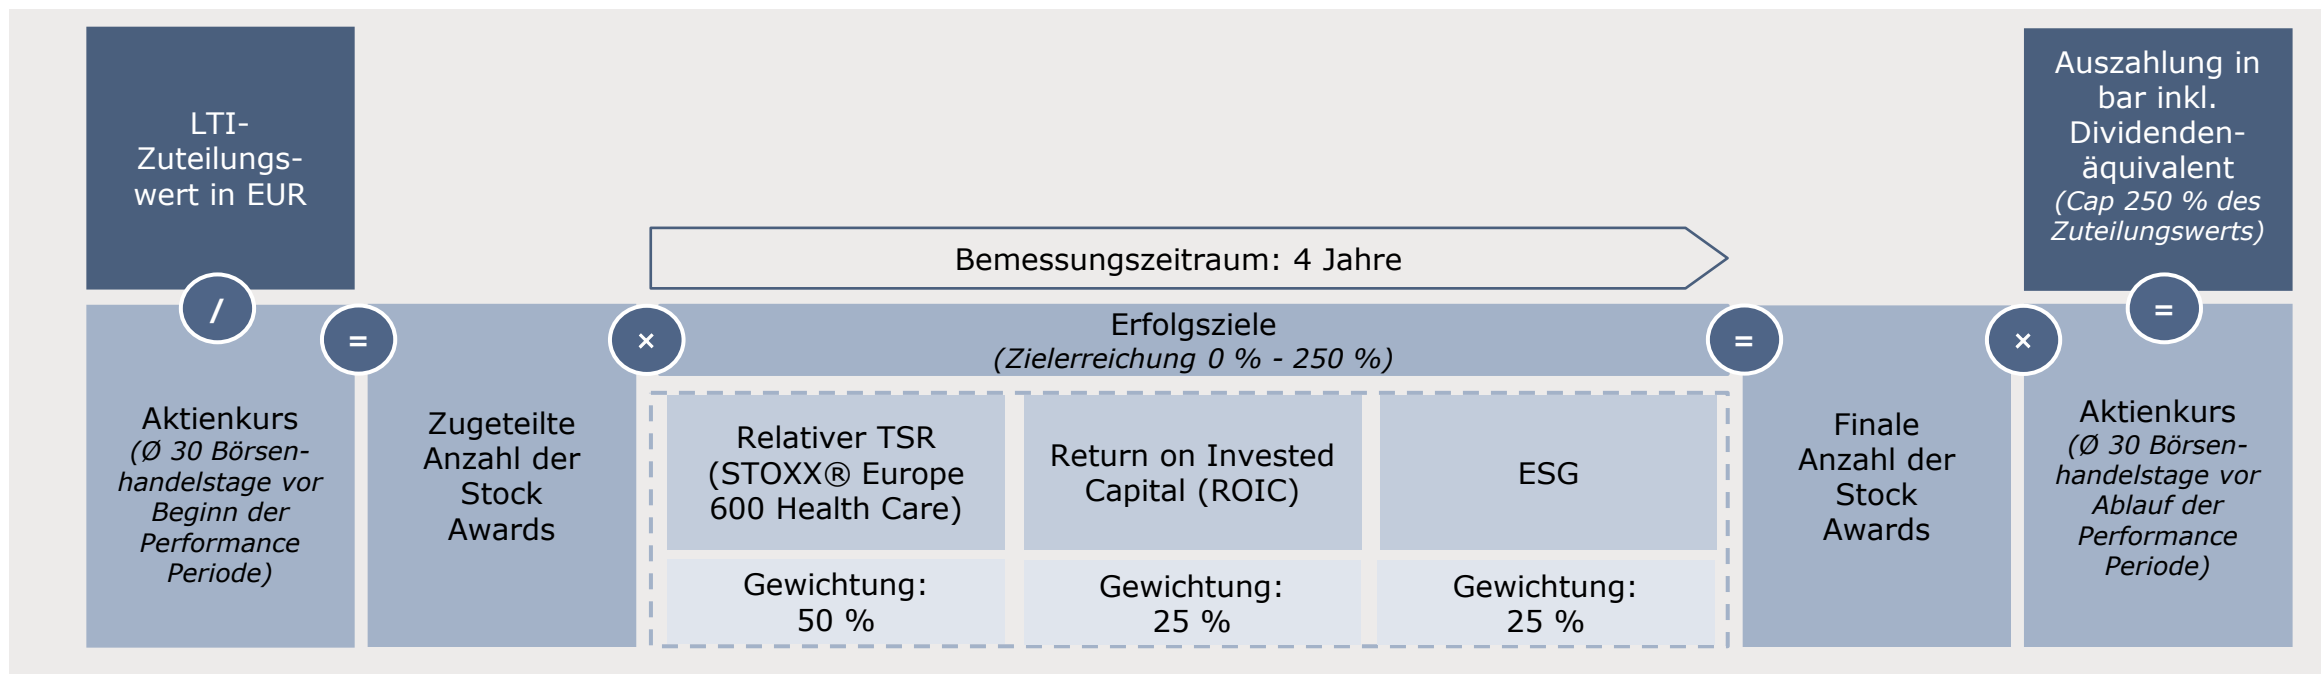 LTI-
Zuteilungs-
wert in EUR
/
Aktienkurs
(Ø 30 Börsen-
handelstage vor
Beginn der
Performance
Periode)
=
Zugeteilte
Anzahl der
Stock
Awards
×
Bemessungszeitraum: 4 Jahre
Erfolgsziele
(Zielerreichung 0 % - 250 %)
Relativer TSR
(STOXX® Europe
600 Health Care)
Gewichtung:
50 %
Return on Invested
Capital (ROIC)
Gewichtung:
25 %
ESG
Gewichtung:
25 %
=
Finale
Anzahl der
Stock
Awards
×
Aktienkurs
(Ø 30 Börsen-
handelstage vor
Ablauf der
Performance
Periode)
=
Auszahlung in
bar inkl.
Dividenden-
äquivalent
(Cap 250 % des
Zuteilungswerts)